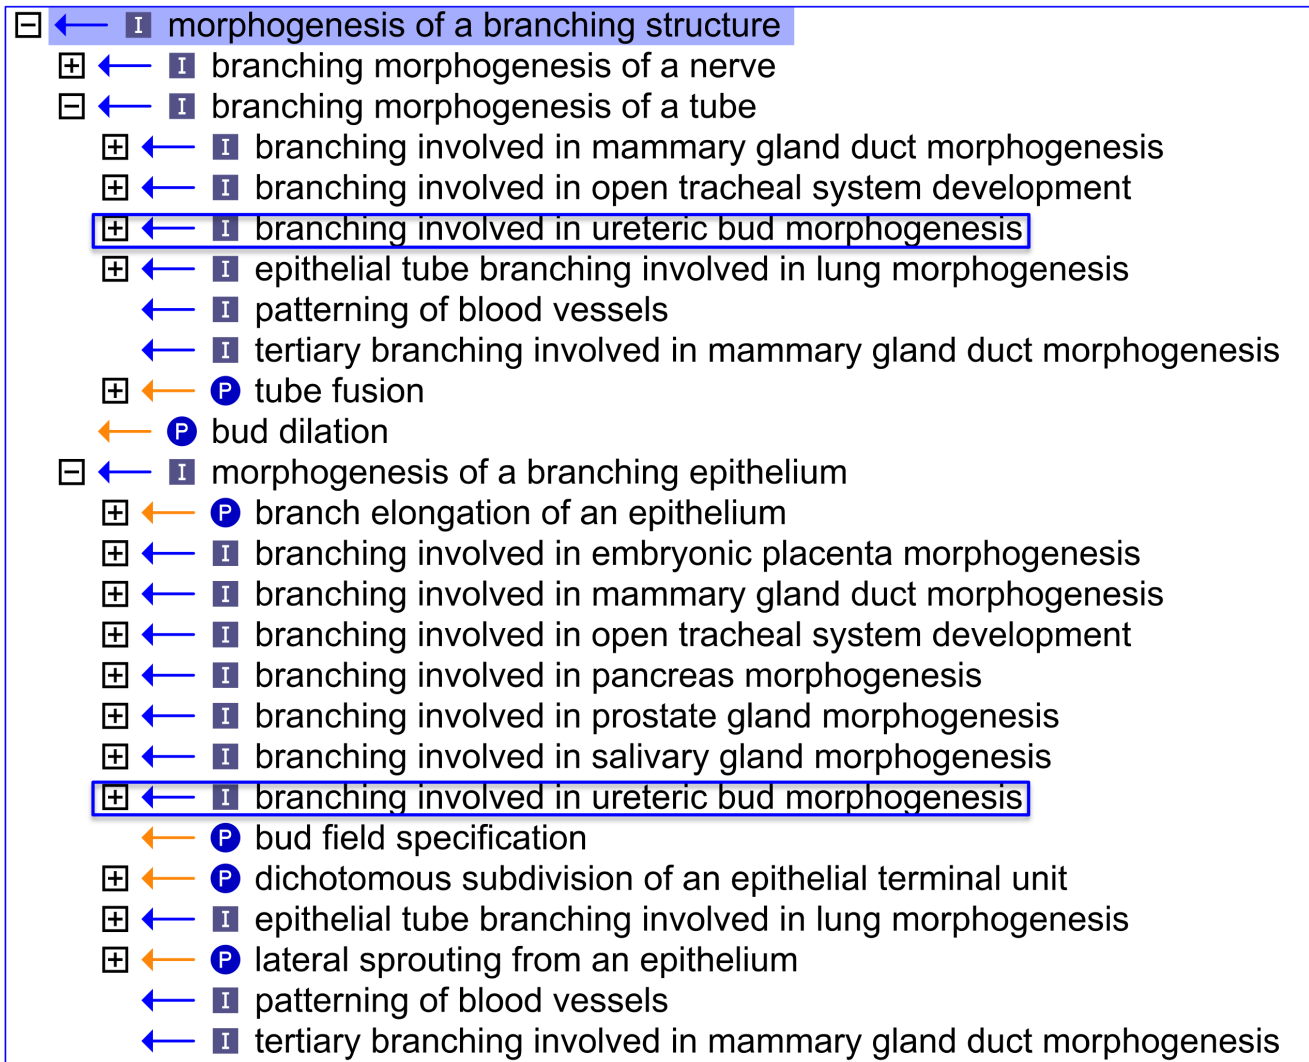 I morphogenesis of a branching structure
I branching morphogenesis of a nerve
I branching morphogenesis of a tube
I branching involved in mammary gland duct morphogenesis
I branching involved in open tracheal system development
I branching involved in ureteric bud morphogenesis
I epithelial tube branching involved in lung morphogenesis
I patterning of blood vessels
I tertiary branching involved in mammary gland duct morphogenesis
P tube fusion
P bud dilation
I morphogenesis of a branching epithelium
P branch elongation of an epithelium
I branching involved in embryonic placenta morphogenesis
I branching involved in mammary gland duct morphogenesis
I branching involved in open tracheal system development
I branching involved in pancreas morphogenesis
I branching involved in prostate gland morphogenesis
I branching involved in salivary gland morphogenesis
I branching involved in ureteric bud morphogenesis
P bud field specification
P dichotomous subdivision of an epithelial terminal unit
I epithelial tube branching involved in lung morphogenesis
P lateral sprouting from an epithelium
I patterning of blood vessels
I tertiary branching involved in mammary gland duct morphogenesis